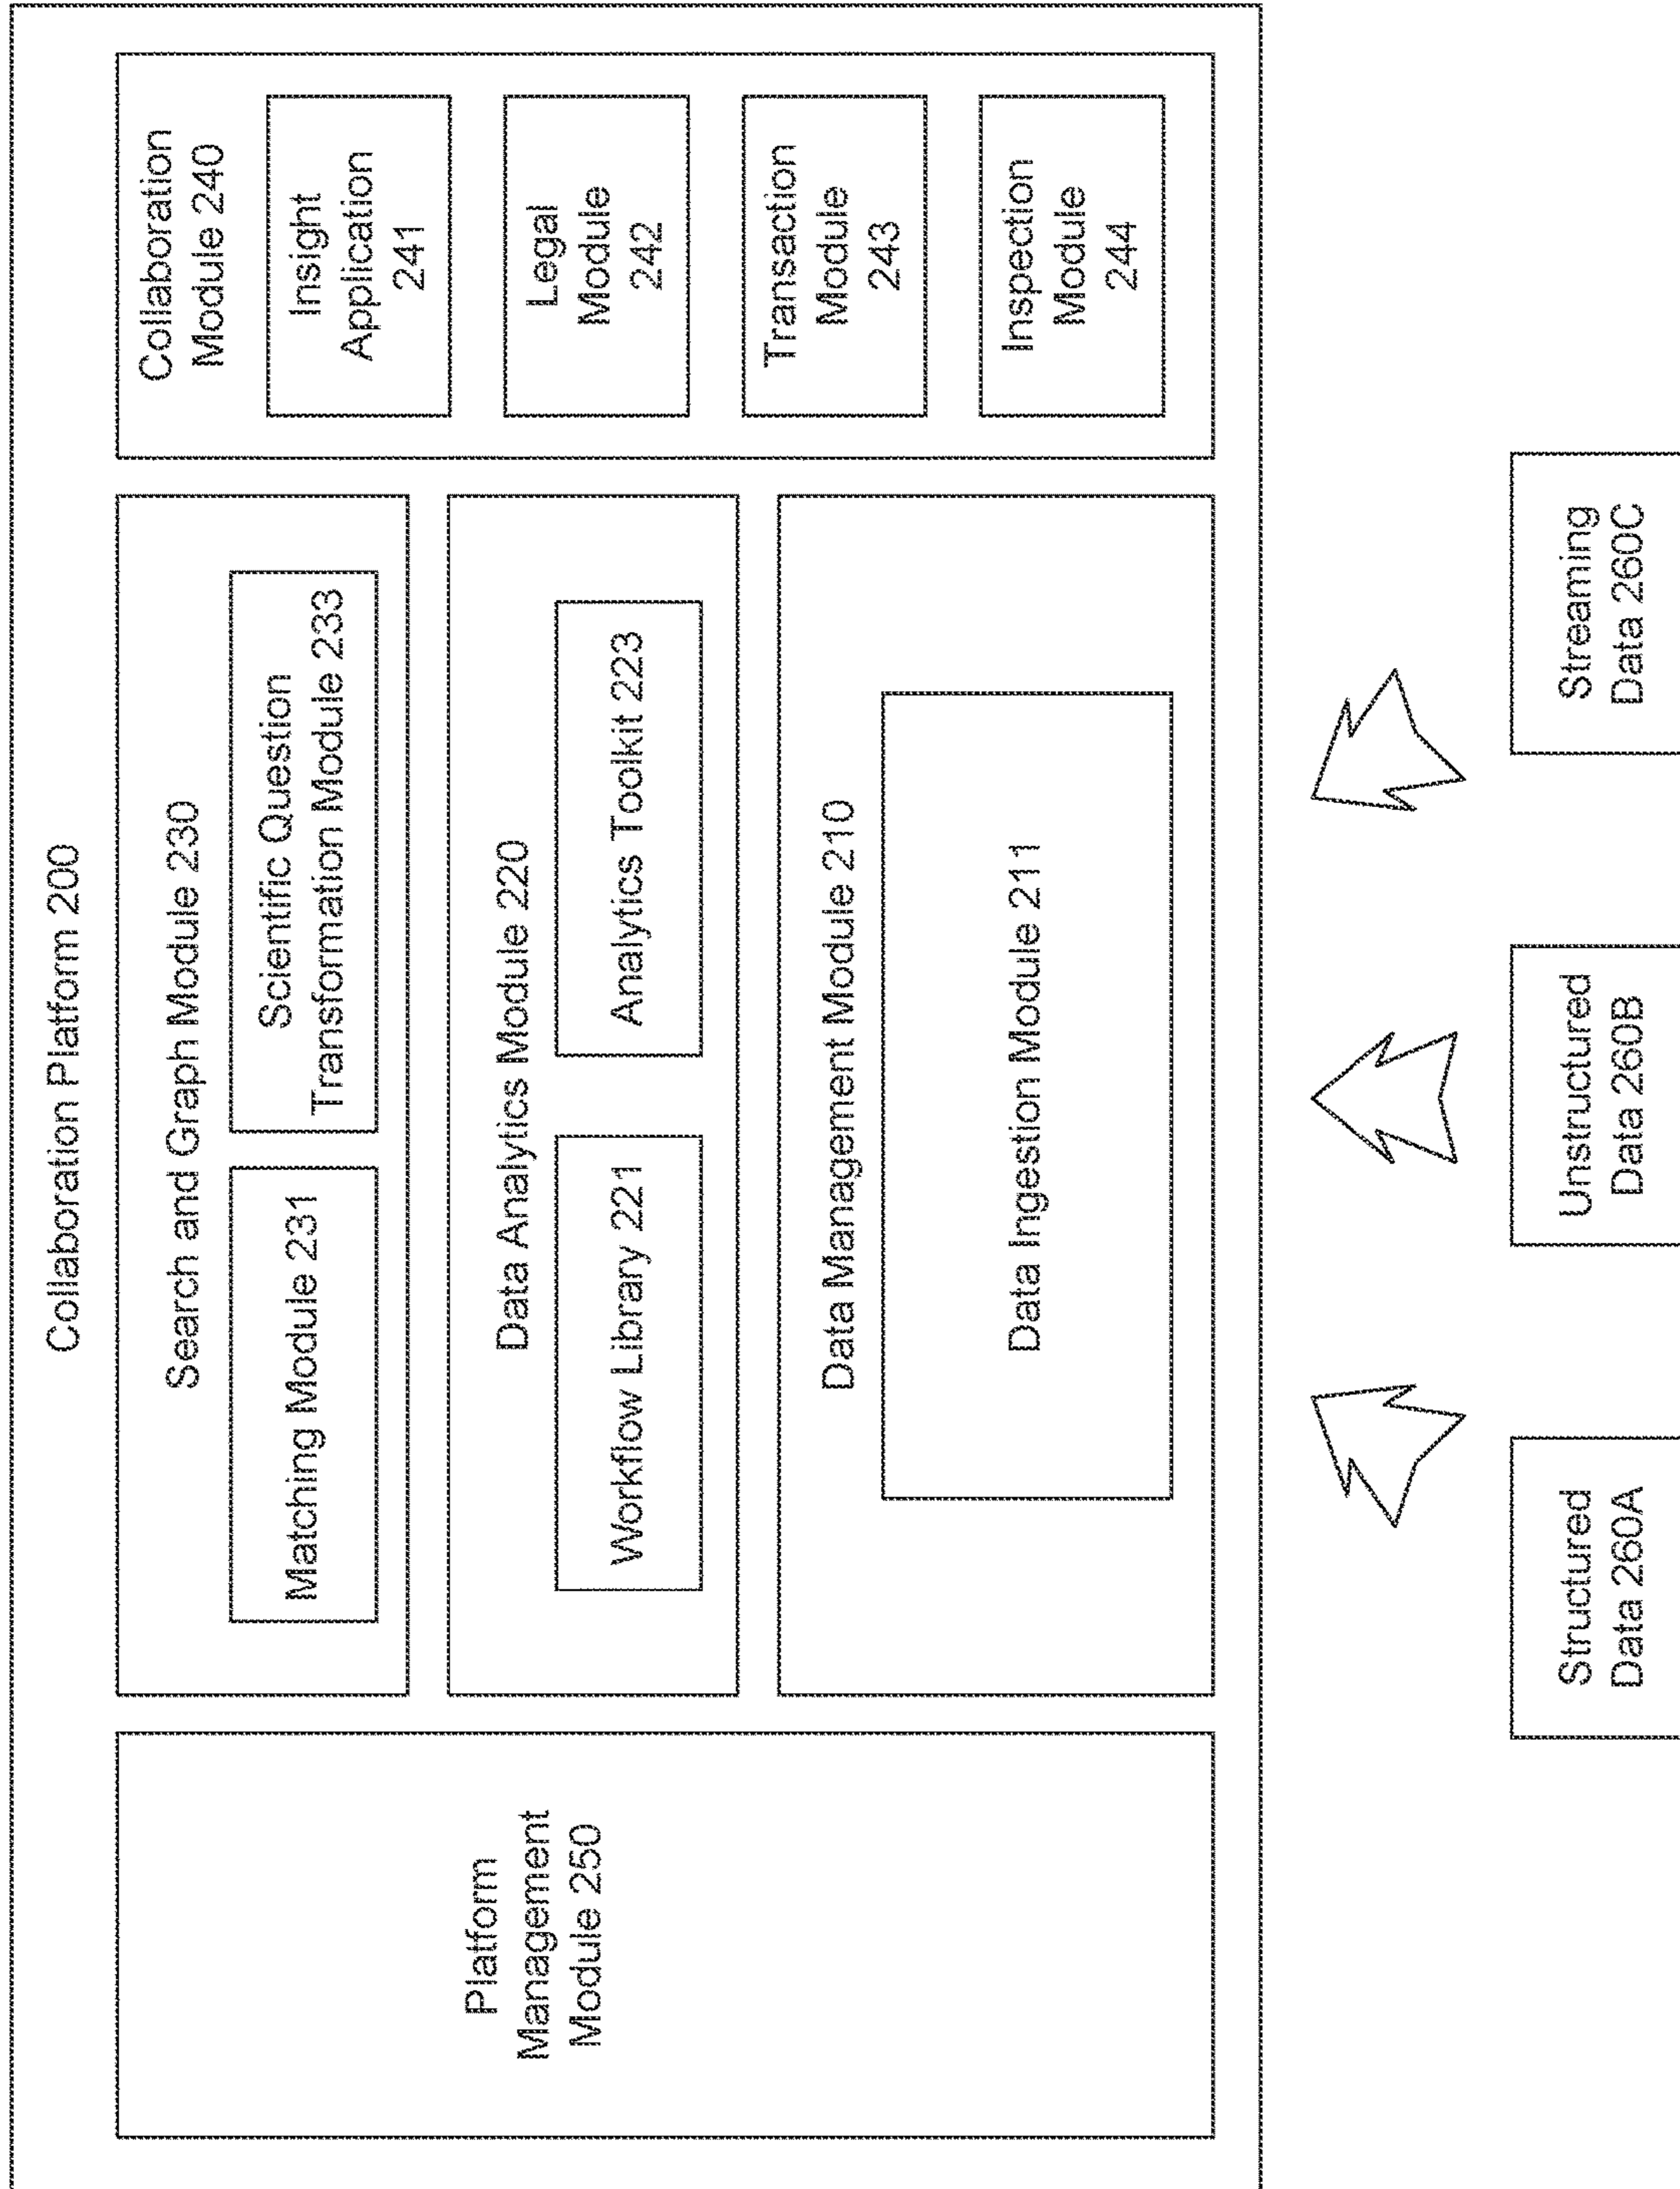 Collaboration Platform 200
Platform
Management
Module 250
Search and Graph Module 230
Matching Module 231
Scientific Question
Transformation Module 233
Data Analytics Module 220
Workflow Library 221
Analytics Toolkit 223
Data Management Module 210
Data Ingestion Module 211
Collaboration
Module 240
Insight
Application
241
Legal
Module
242
Transaction
Module
243
Inspection
Module
244
Structured
Data 260A
Unstructured
Data 260B
Streaming
Data 260C